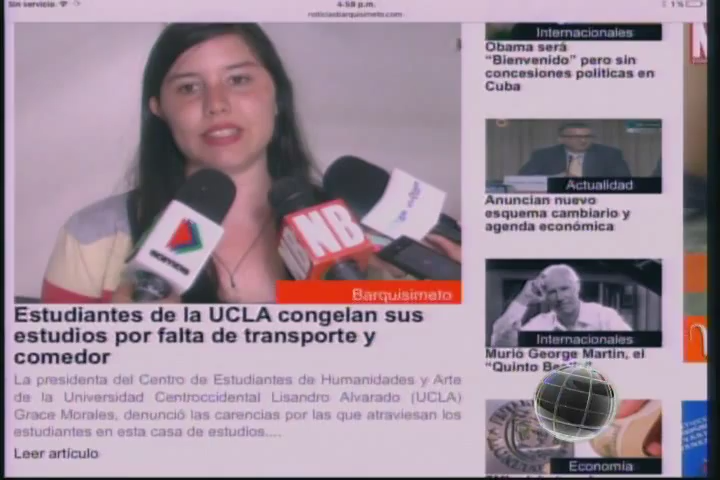 Sin servicio
4:58 p.m.
1%
noticiasbarquisimeto.com
NB
NB
Barquisimeto
Estudiantes de la UCLA congelan sus
estudios por falta de transporte y
comedor
La presidenta del Centro de Estudiantes de Humanidades y Arte
de la Universidad Centroccidental Lisandro Alvarado (UCLA)
Grace Morales, denunció las carencias por las que atraviesan los
estudiantes en esta casa de estudios....
Leer artículo
Internacionales
Obama será
“Bienvenido” pero sin
concesiones políticas en
Cuba
Actualidad
Anuncian nuevo
esquema cambiario y
agenda económica
Internacionales
Murió George Martin, el
“Quinto
Economía
N